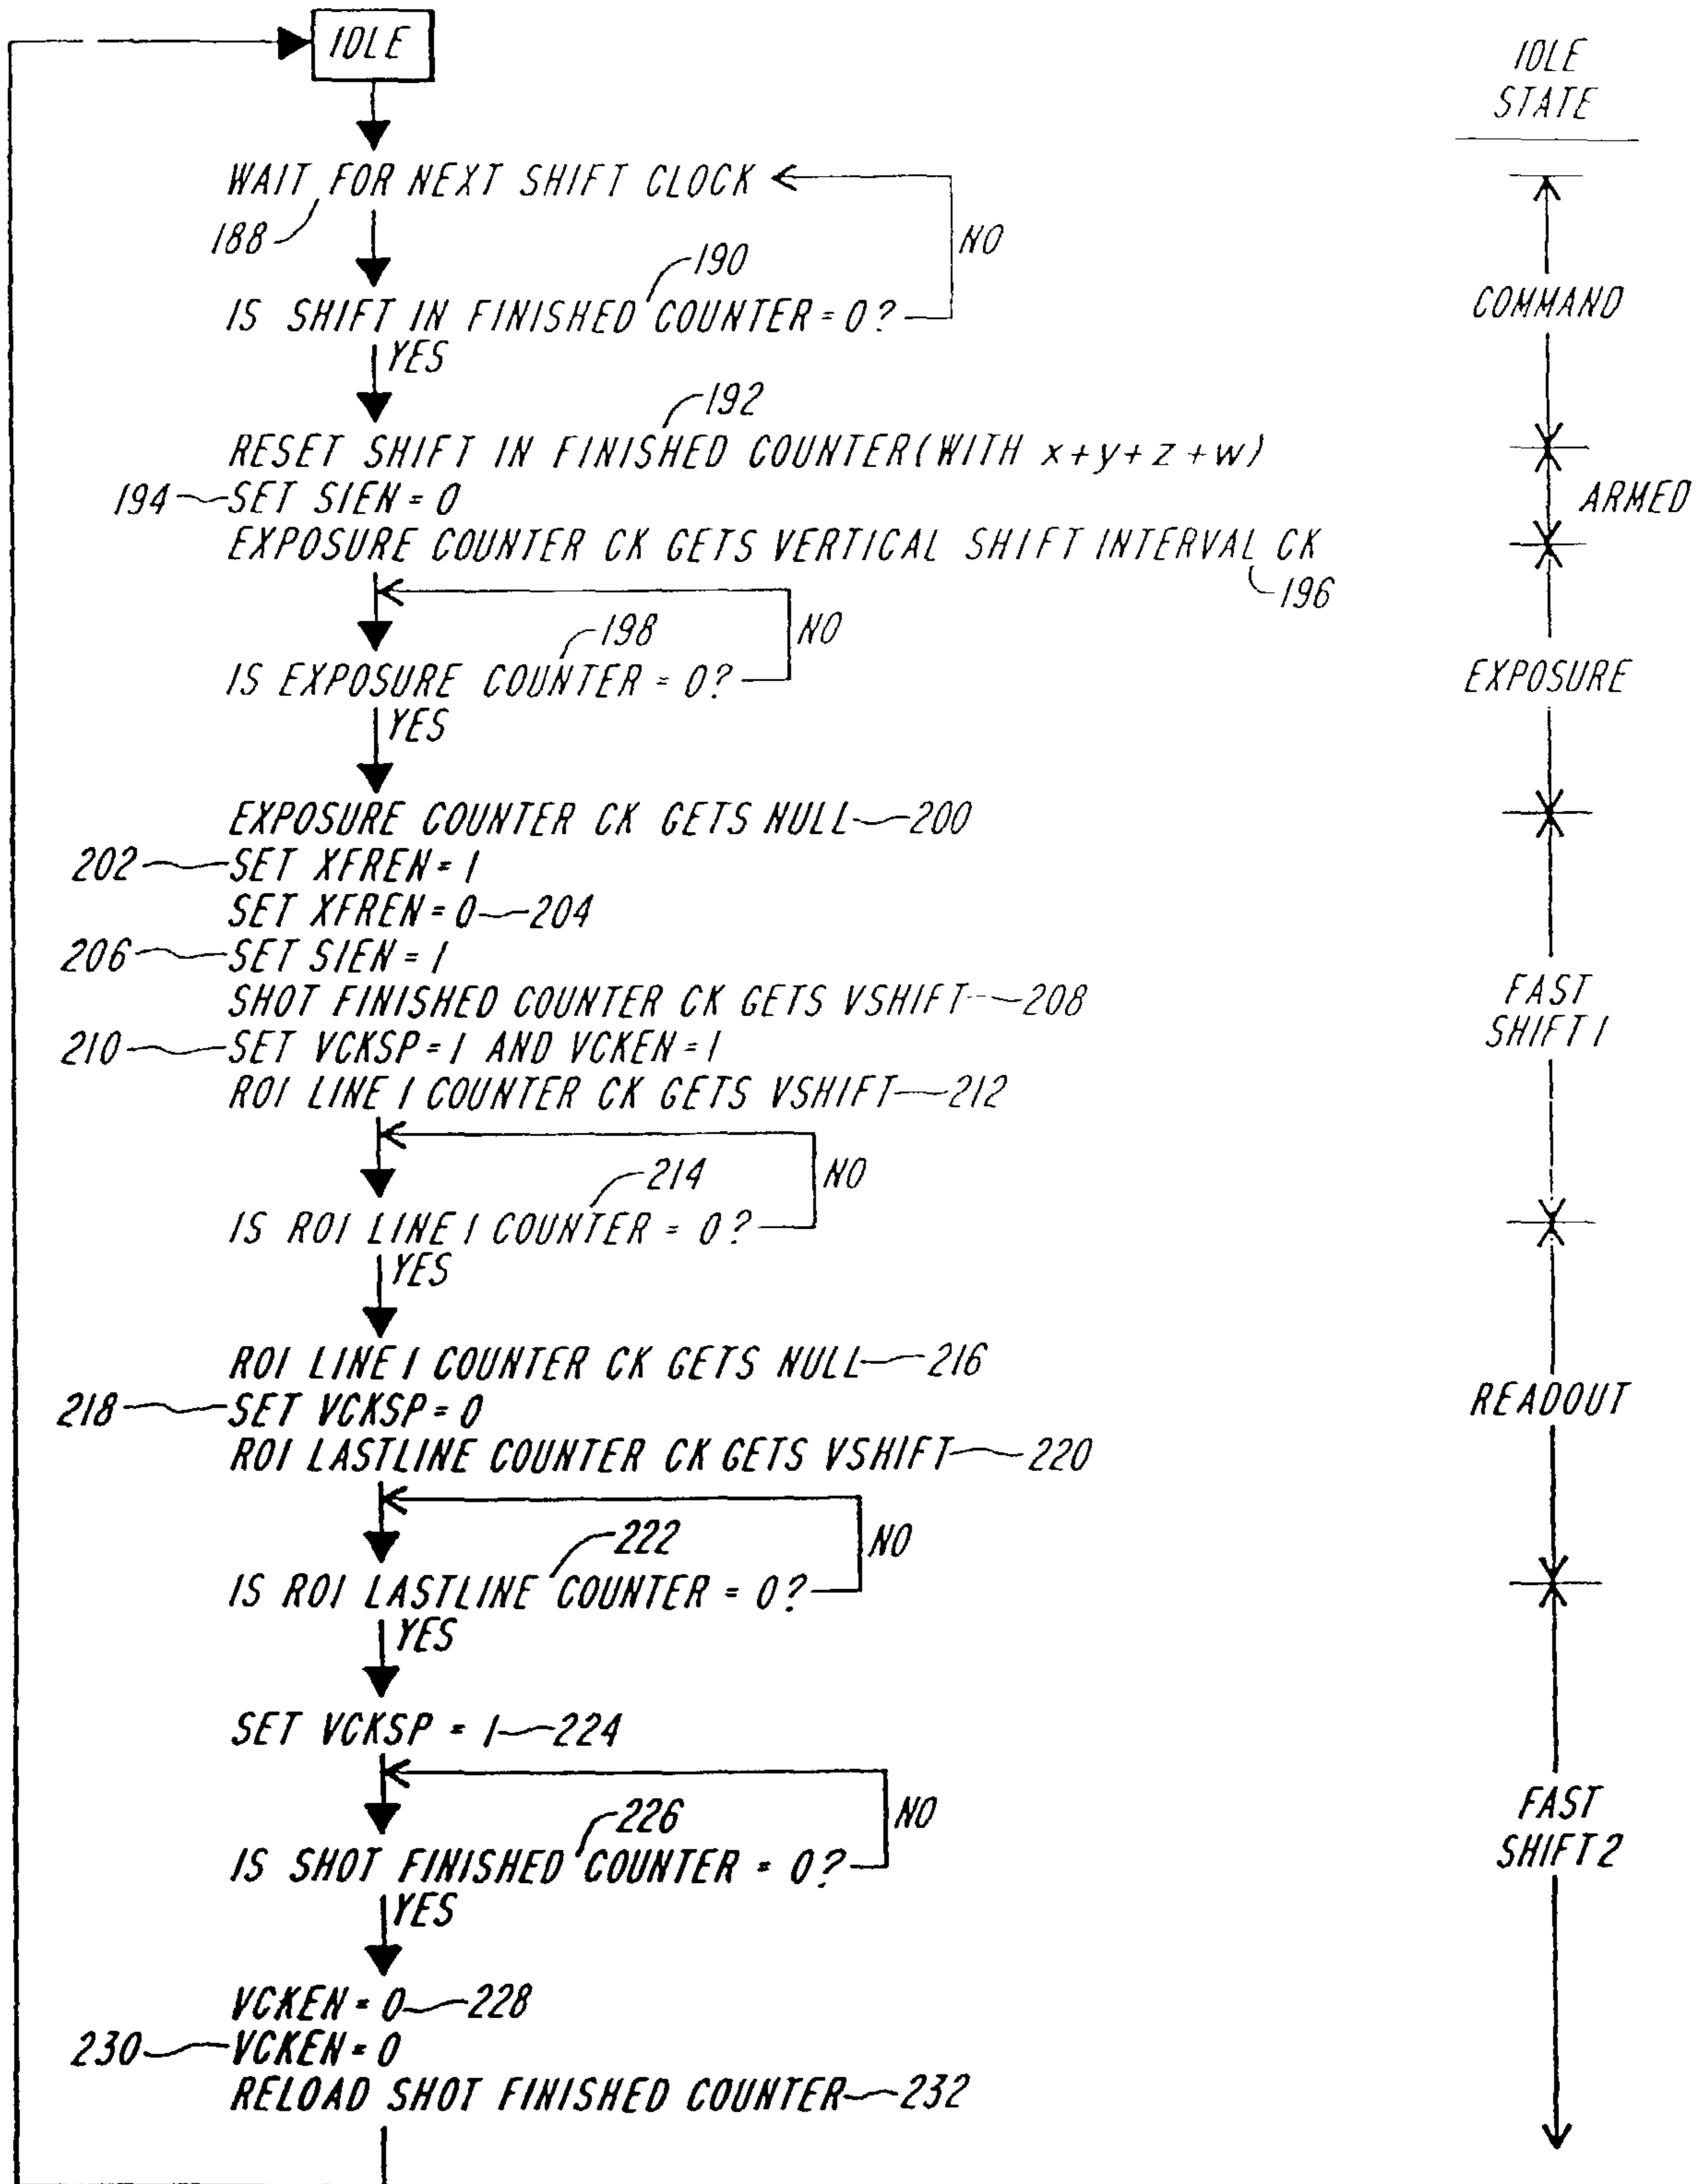 IDLE
IDLE
STATE
WAIT FOR NEXT SHIFT CLOCK
188
NO
190
IS SHIFT IN FINISHED COUNTER = 0?
COMMAND
YES
192
RESET SHIFT IN FINISHED COUNTER (WITH x+y+z+w)
194 SET SIEN = 0
ARMED
EXPOSURE COUNTER CK GETS VERTICAL SHIFT INTERVAL CK
196
198
NO
IS EXPOSURE COUNTER = 0?
EXPOSURE
YES
EXPOSURE COUNTER CK GETS NULL 200
202 SET XFREN = 1
SET XFREN = 0 204
206 SET SIEN = 1
SHOT FINISHED COUNTER CK GETS VSHIFT 208
FAST
SHIFT 1
210 SET VCKSP = 1 AND VCKEN = 1
ROI LINE 1 COUNTER CK GETS VSHIFT 212
214
NO
IS ROI LINE 1 COUNTER = 0?
YES
ROI LINE 1 COUNTER CK GETS NULL 216
218 SET VCKSP = 0
READOUT
ROI LASTLINE COUNTER CK GETS VSHIFT 220
222
NO
IS ROI LASTLINE COUNTER = 0?
YES
SET VCKSP = 1 224
226
NO
FAST
SHIFT 2
IS SHOT FINISHED COUNTER = 0?
YES
VCKEN = 0 228
230 VCKEN = 0
RELOAD SHOT FINISHED COUNTER 232